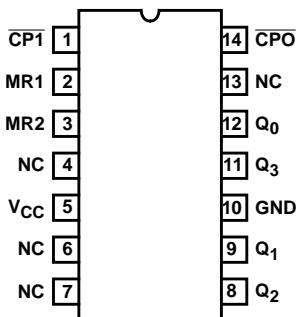 CP1 1 14 CPO
MR1 2 13 NC
MR2 3 12 Q0
NC 4 11 Q3
VCC 5 10 GND
NC 6 9 Q1
NC 7 8 Q2